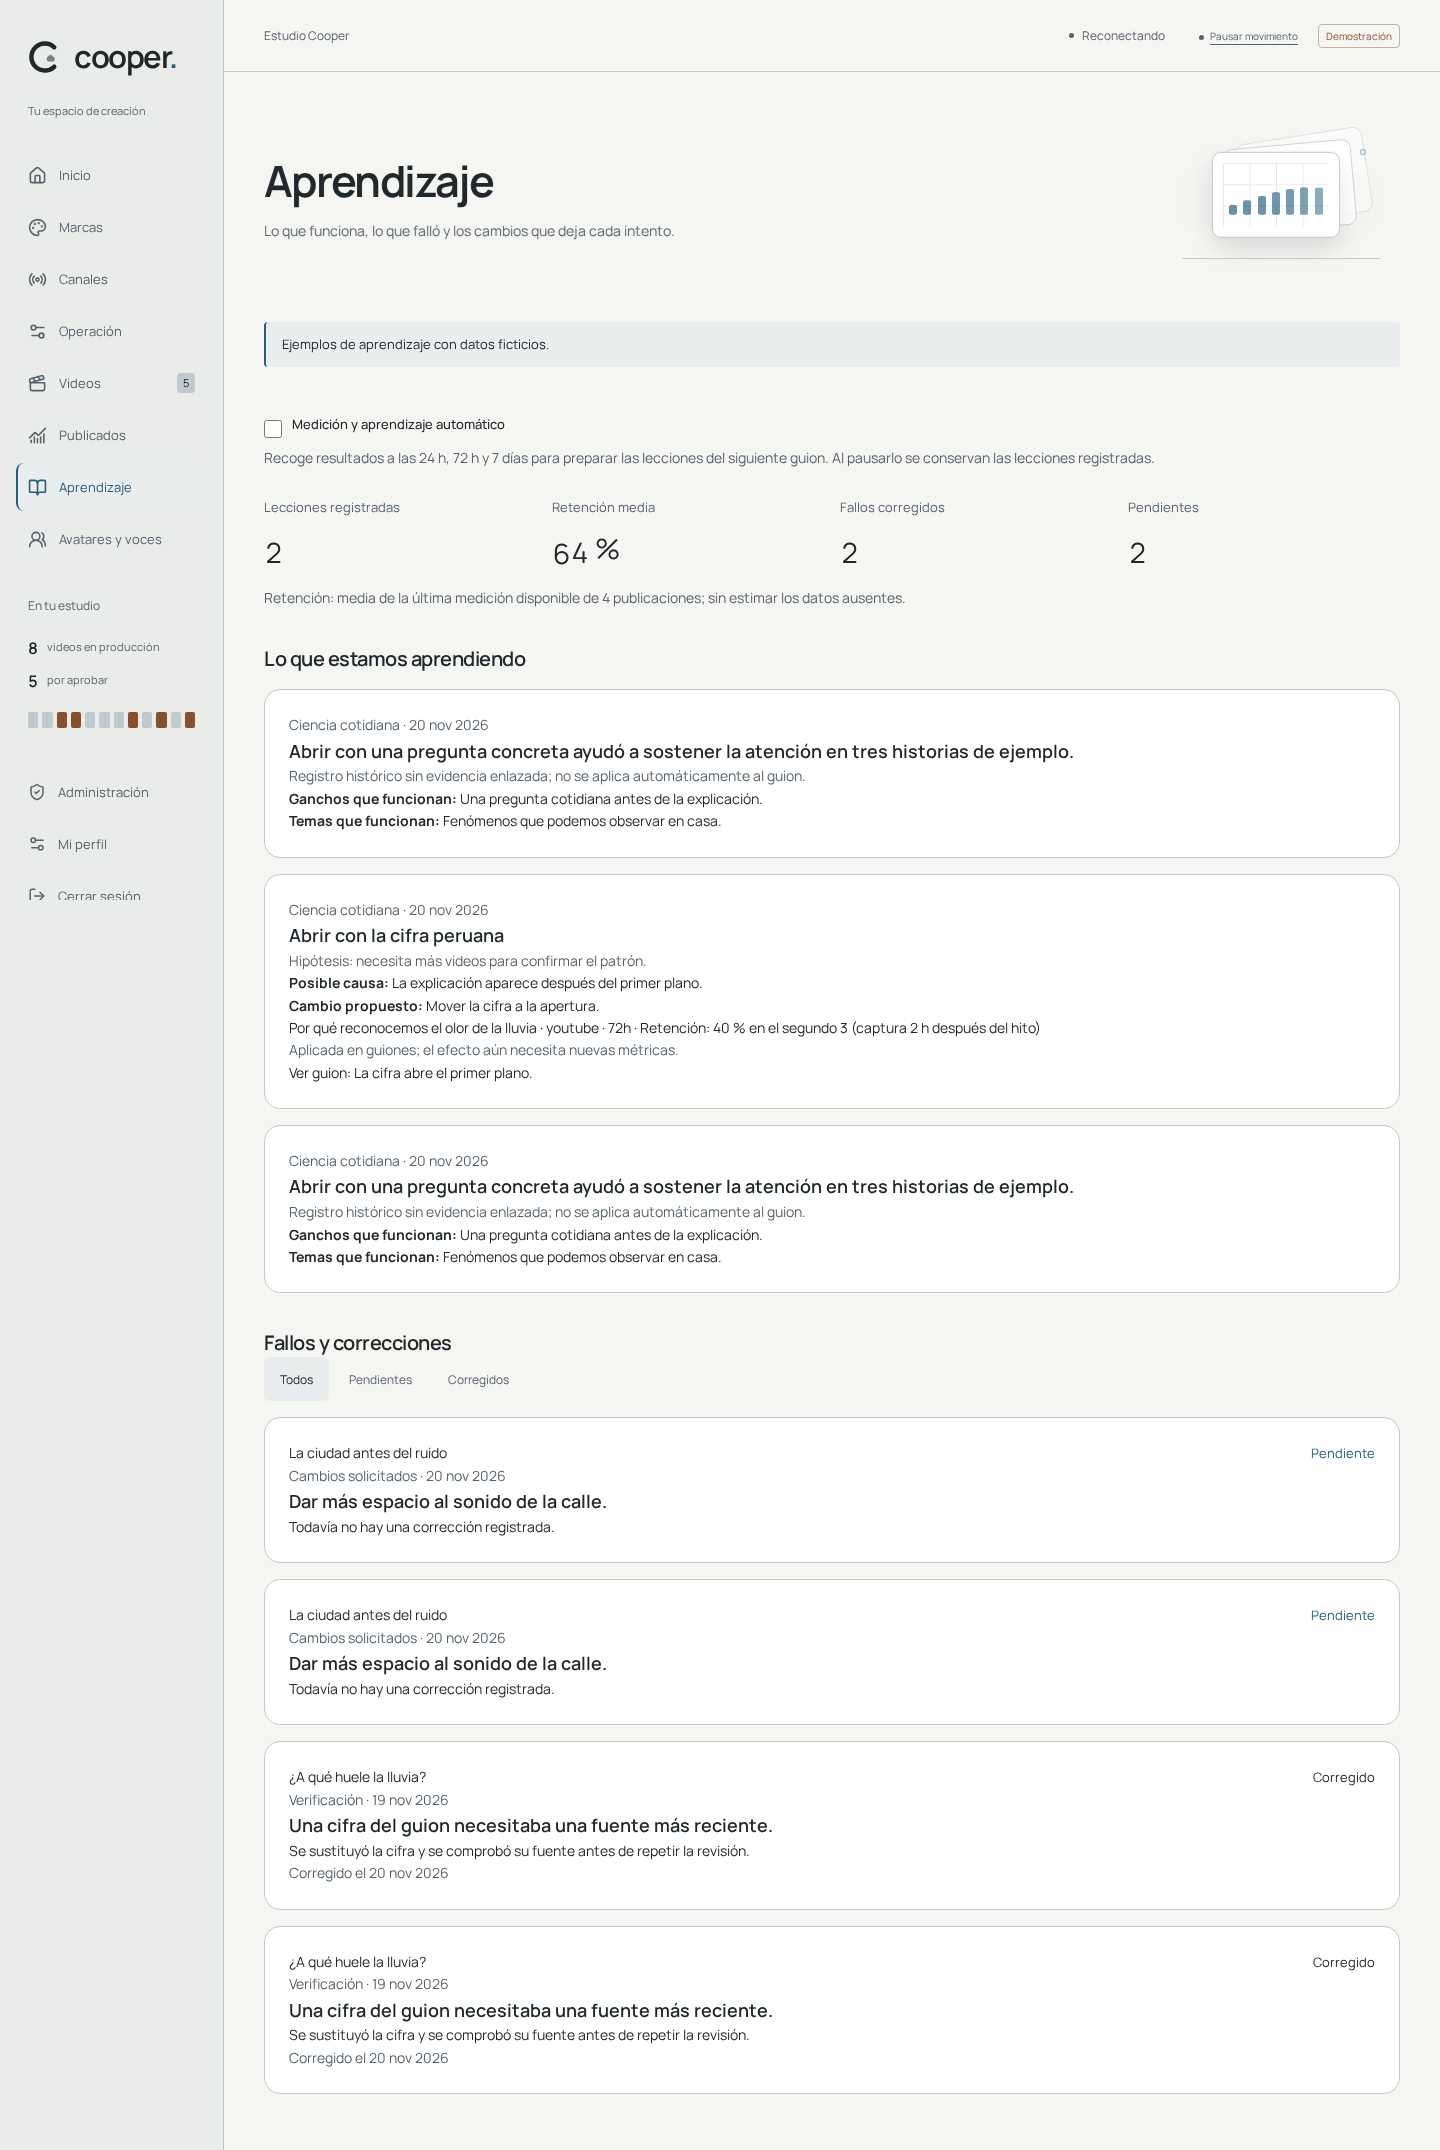 cooper.
Tu espacio de creación
Inicio
Marcas
Canales
Operación
Videos 5
Publicados
Aprendizaje
Avatares y voces
En tu estudio
8 videos en producción
5 por aprobar
Administración
Mi perfil
Cerrar sesión
Estudio Cooper
Reconectando
Pausar movimiento
Demostración
Aprendizaje
Lo que funciona, lo que falló y los cambios que deja cada intento.
Ejemplos de aprendizaje con datos ficticios.
Medición y aprendizaje automático
Recoge resultados a las 24 h, 72 h y 7 días para preparar las lecciones del siguiente guion. Al pausarlo se conservan las lecciones registradas.
Lecciones registradas
2
Retención media
64 %
Fallos corregidos
2
Pendientes
2
Retención: media de la última medición disponible de 4 publicaciones; sin estimar los datos ausentes.
Lo que estamos aprendiendo
Ciencia cotidiana · 20 nov 2026
Abrir con una pregunta concreta ayudó a sostener la atención en tres historias de ejemplo.
Registro histórico sin evidencia enlazada; no se aplica automáticamente al guion.
Ganchos que funcionan: Una pregunta cotidiana antes de la explicación.
Temas que funcionan: Fenómenos que podemos observar en casa.
Ciencia cotidiana · 20 nov 2026
Abrir con la cifra peruana
Hipótesis: necesita más videos para confirmar el patrón.
Posible causa: La explicación aparece después del primer plano.
Cambio propuesto: Mover la cifra a la apertura.
Por qué reconocemos el olor de la lluvia · youtube · 72h · Retención: 40 % en el segundo 3 (captura 2 h después del hito)
Aplicada en guiones; el efecto aún necesita nuevas métricas.
Ver guion: La cifra abre el primer plano.
Ciencia cotidiana · 20 nov 2026
Abrir con una pregunta concreta ayudó a sostener la atención en tres historias de ejemplo.
Registro histórico sin evidencia enlazada; no se aplica automáticamente al guion.
Ganchos que funcionan: Una pregunta cotidiana antes de la explicación.
Temas que funcionan: Fenómenos que podemos observar en casa.
Fallos y correcciones
Todos Pendientes Corregidos
La ciudad antes del ruido Pendiente
Cambios solicitados · 20 nov 2026
Dar más espacio al sonido de la calle.
Todavía no hay una corrección registrada.
La ciudad antes del ruido Pendiente
Cambios solicitados · 20 nov 2026
Dar más espacio al sonido de la calle.
Todavía no hay una corrección registrada.
¿A qué huele la lluvia? Corregido
Verificación · 19 nov 2026
Una cifra del guion necesitaba una fuente más reciente.
Se sustituyó la cifra y se comprobó su fuente antes de repetir la revisión.
Corregido el 20 nov 2026
¿A qué huele la lluvia? Corregido
Verificación · 19 nov 2026
Una cifra del guion necesitaba una fuente más reciente.
Se sustituyó la cifra y se comprobó su fuente antes de repetir la revisión.
Corregido el 20 nov 2026